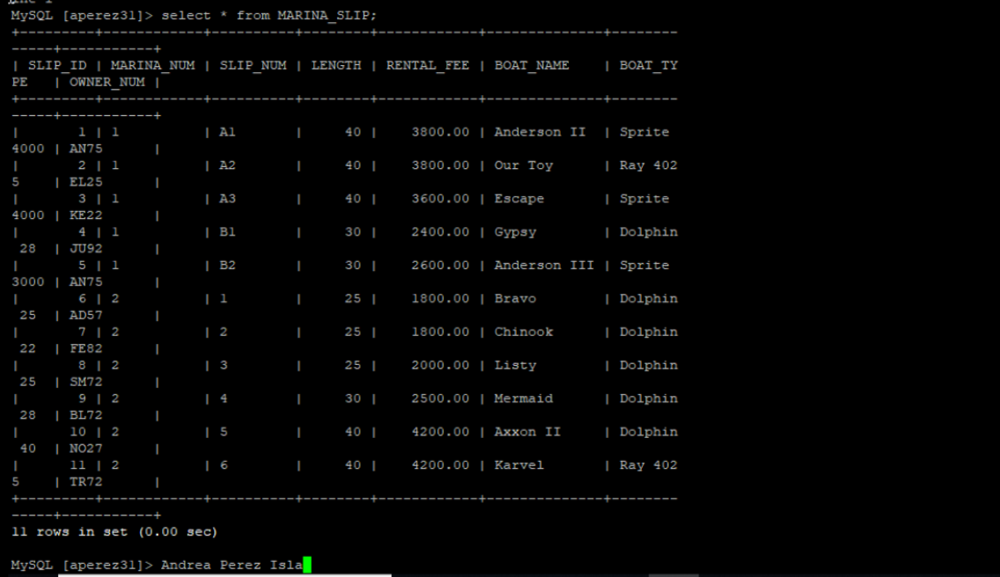 MySQL [aperez31]> select * from MARINA_SLIP;
+---------+------------+----------+--------+------------+--------------+--------
-----+-----------+
| SLIP_ID | MARINA_NUM | SLIP_NUM | LENGTH | RENTAL_FEE | BOAT_NAME    | BOAT_TY
PE   | OWNER_NUM |
+---------+------------+----------+--------+------------+--------------+--------
-----+-----------+
|       1 | 1          | A1       |     40 |    3800.00 | Anderson II  | Sprite
4000 | AN75      |
|       2 | 1          | A2       |     40 |    3800.00 | Our Toy      | Ray 402
5    | EL25      |
|       3 | 1          | A3       |     40 |    3600.00 | Escape       | Sprite
4000 | KE22      |
|       4 | 1          | B1       |     30 |    2400.00 | Gypsy        | Dolphin
 28  | JU92      |
|       5 | 1          | B2       |     30 |    2600.00 | Anderson III | Sprite
3000 | AN75      |
|       6 | 2          | 1        |     25 |    1800.00 | Bravo        | Dolphin
 25  | AD57      |
|       7 | 2          | 2        |     25 |    1800.00 | Chinook      | Dolphin
 22  | FE82      |
|       8 | 2          | 3        |     25 |    2000.00 | Listy        | Dolphin
 25  | SM72      |
|       9 | 2          | 4        |     30 |    2500.00 | Mermaid      | Dolphin
 28  | BL72      |
|      10 | 2          | 5        |     40 |    4200.00 | Axxon II     | Dolphin
 40  | NO27      |
|      11 | 2          | 6        |     40 |    4200.00 | Karvel       | Ray 402
5    | TR72      |
+---------+------------+----------+--------+------------+--------------+--------
-----+-----------+
11 rows in set (0.00 sec)
MySQL [aperez31]> Andrea Perez Isla